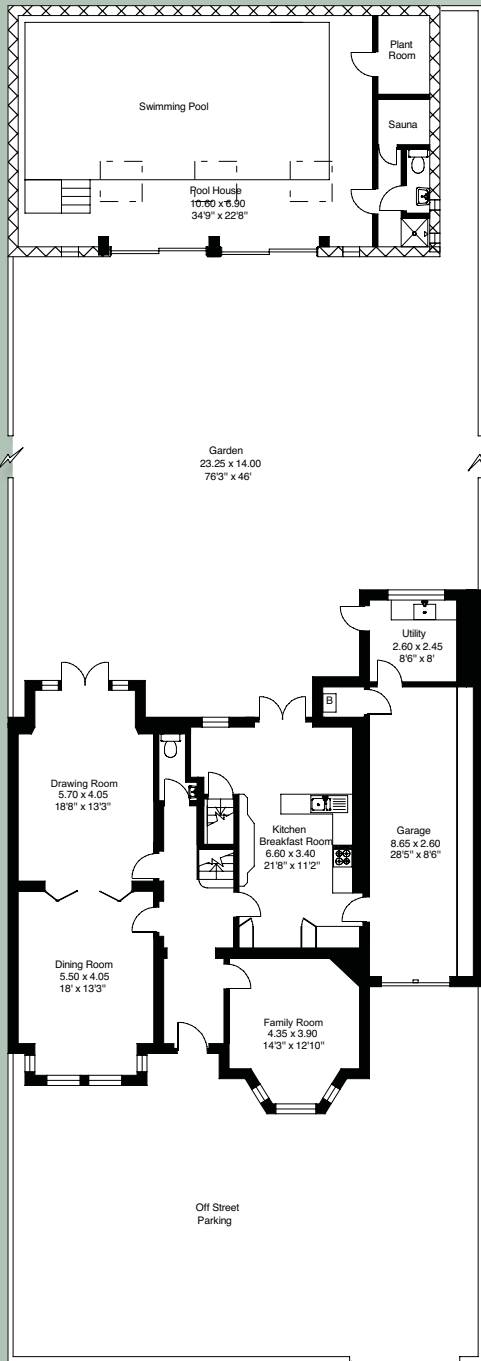 Plant
Room
Swimming Pool
Sauna
Pool House
10.60 x 6.90
34'9" x 22'8"
Garden
23.25 x 14.00
76'3" x 46'
Utility
2.60 x 2.45
8'6" x 8'
B
Drawing Room
5.70 x 4.05
18'8" x 13'3"
Kitchen
Breakfast Room
6.60 x 3.40
21'8" x 11'2"
Garage
8.65 x 2.60
28'5" x 8'6"
Dining Room
5.50 x 4.05
18' x 13'3"
Family Room
4.35 x 3.90
14'3" x 12'10"
Off Street
Parking